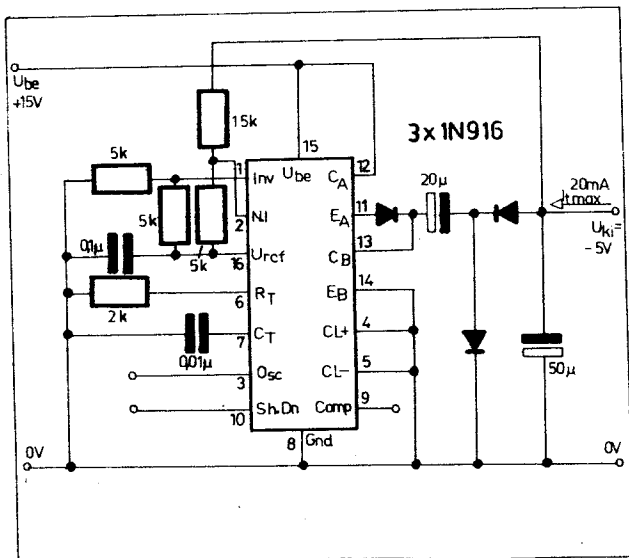 Ube
+15V
15k
15
3x1N916
12
5k
1
Inv
Ube
CA
20µ
20mA
Itmax
11
EA
N.I
2
5k
13
CB
Uki=
-5V
0,1µ
Uref
16
5k
14
EB
RT
6
2k
4
CL+
CT
7
0,01µ
5
CL-
50µ
Osc
3
Comp
9
Sh.Dn
10
8
Gnd
0V
0V